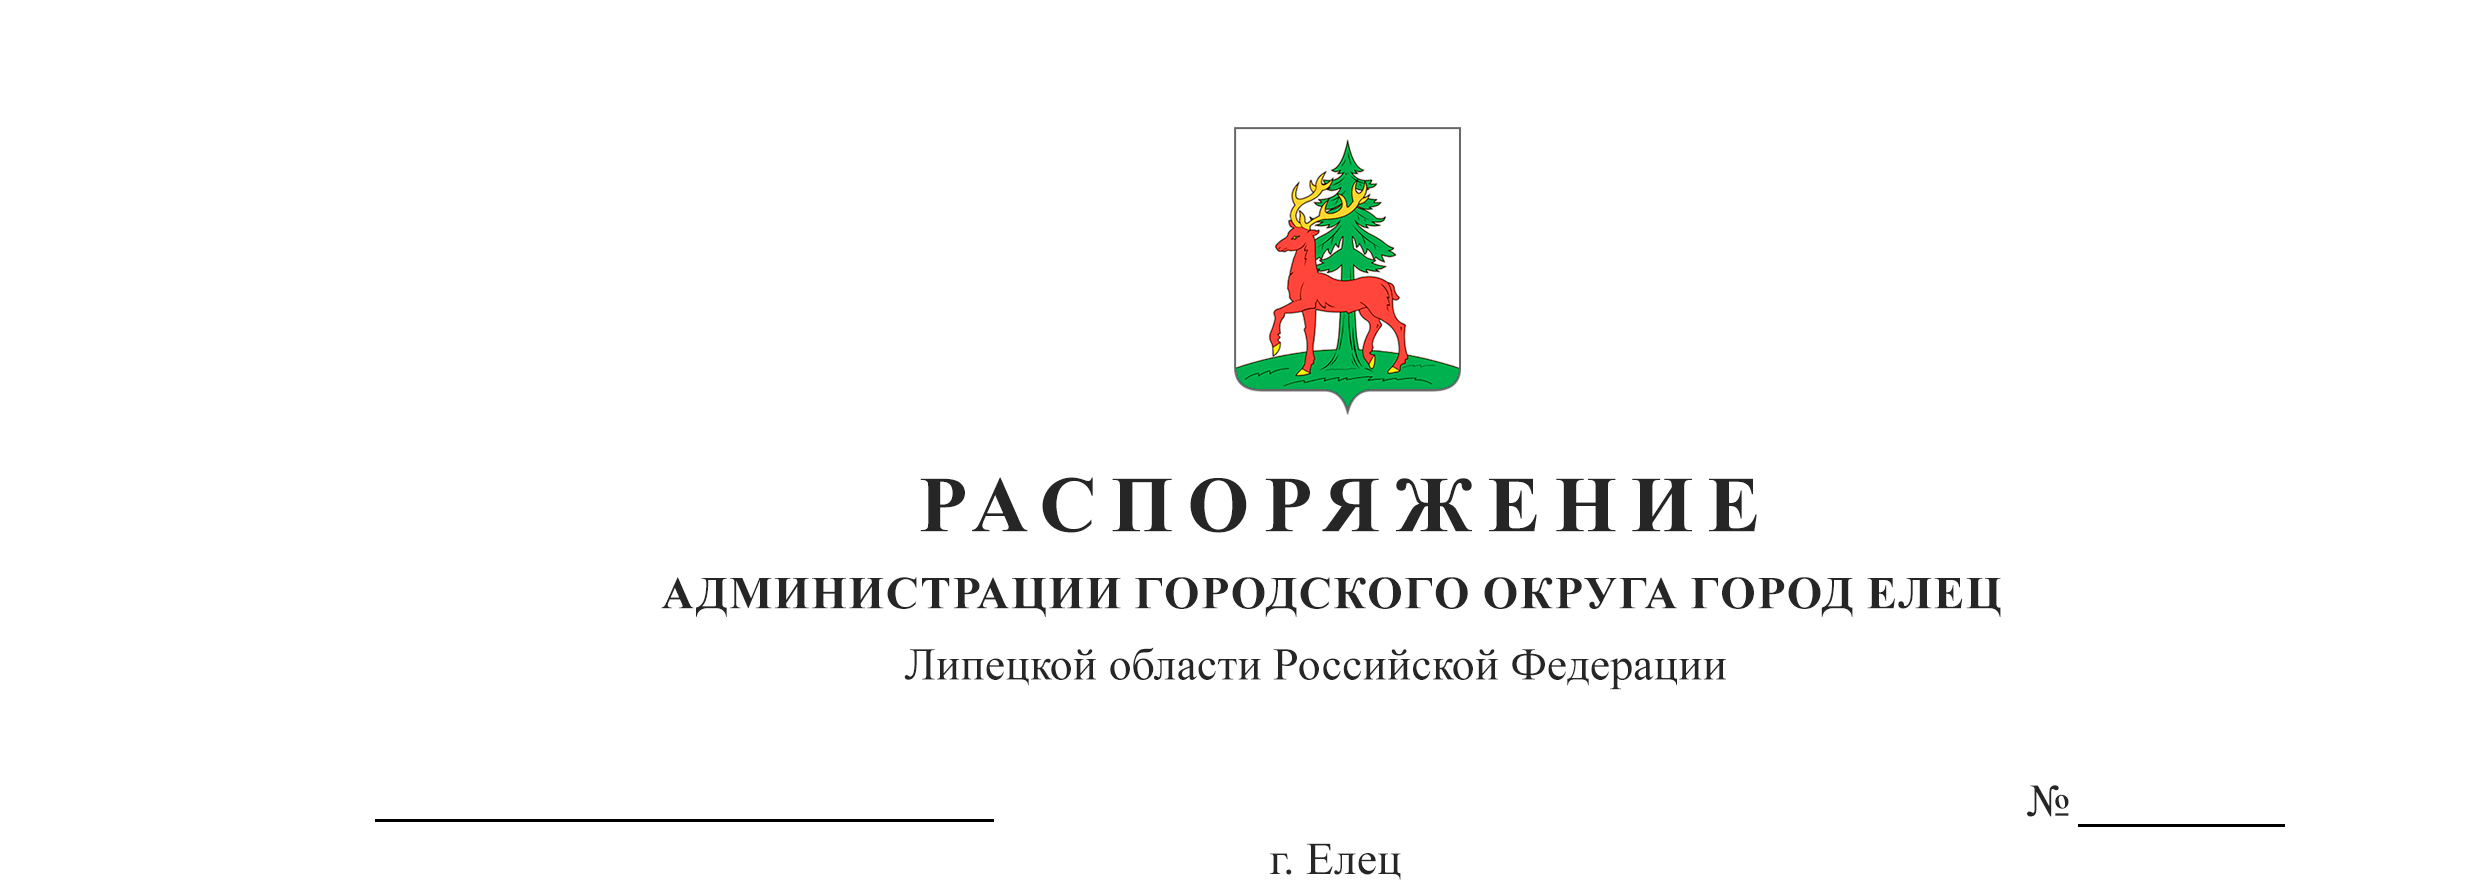 РАСПОРЯЖЕНИЕ
АДМИНИСТРАЦИИ ГОРОДСКОГО ОКРУГА ГОРОД ЕЛЕЦ
Липецкой области Российской Федерации
№
г. Елец